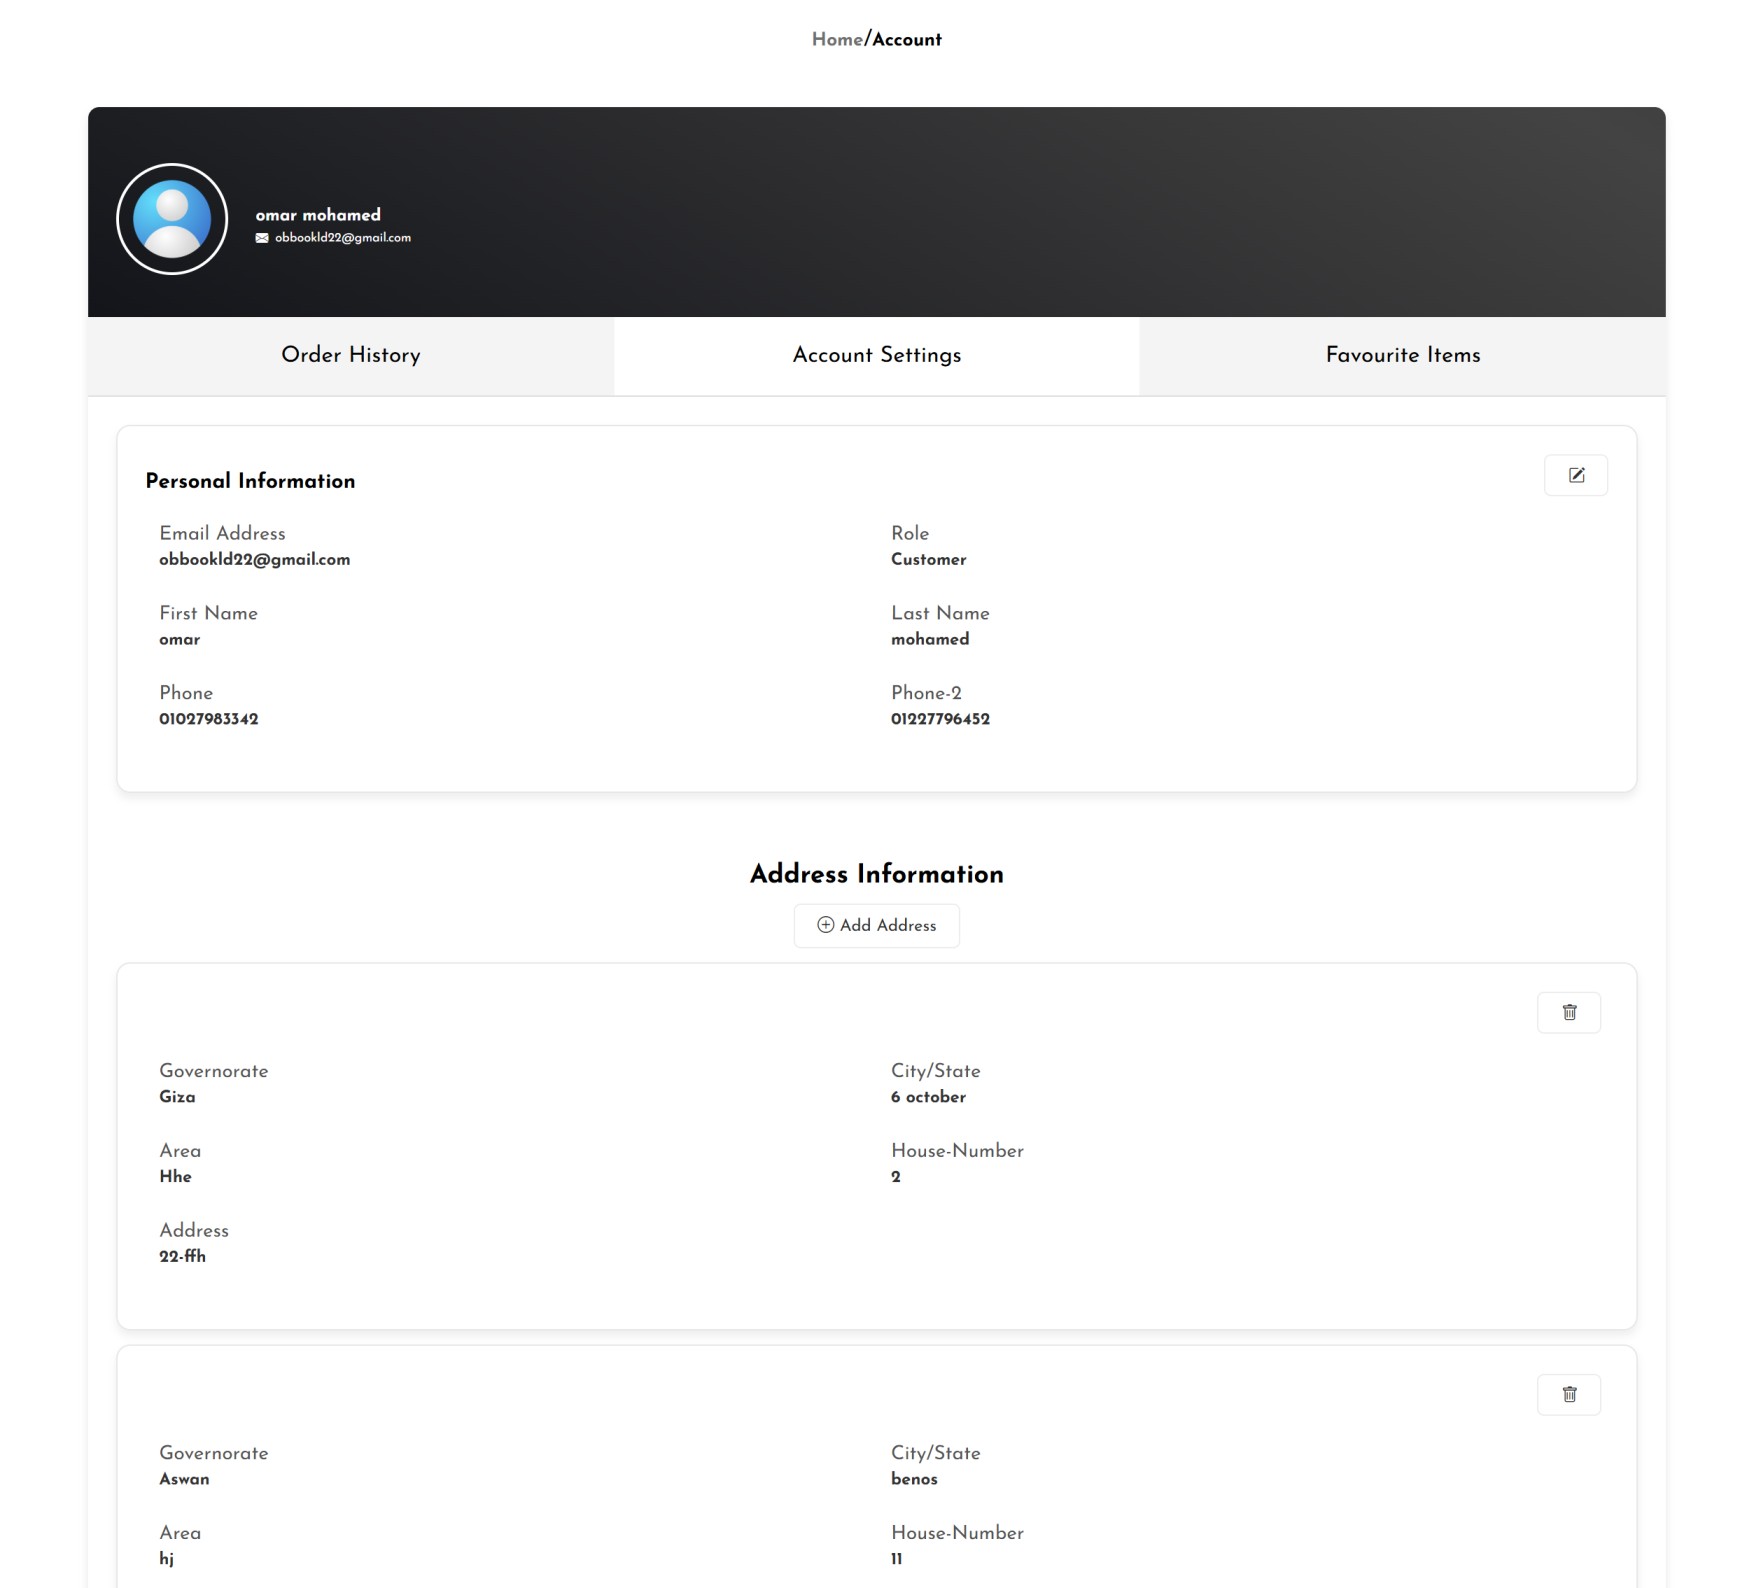 Home/Account
omar mohamed
obbookld22@gmail.com
Order History Account Settings Favourite Items
Personal Information
Email Address Role
obbookld22@gmail.com Customer
First Name Last Name
omar mohamed
Phone Phone-2
01027983342 01227796452
Address Information
Add Address
Governorate City/State
Giza 6 october
Area House-Number
Hhe 2
Address
22-ffh
Governorate City/State
Aswan benos
Area House-Number
hj 11